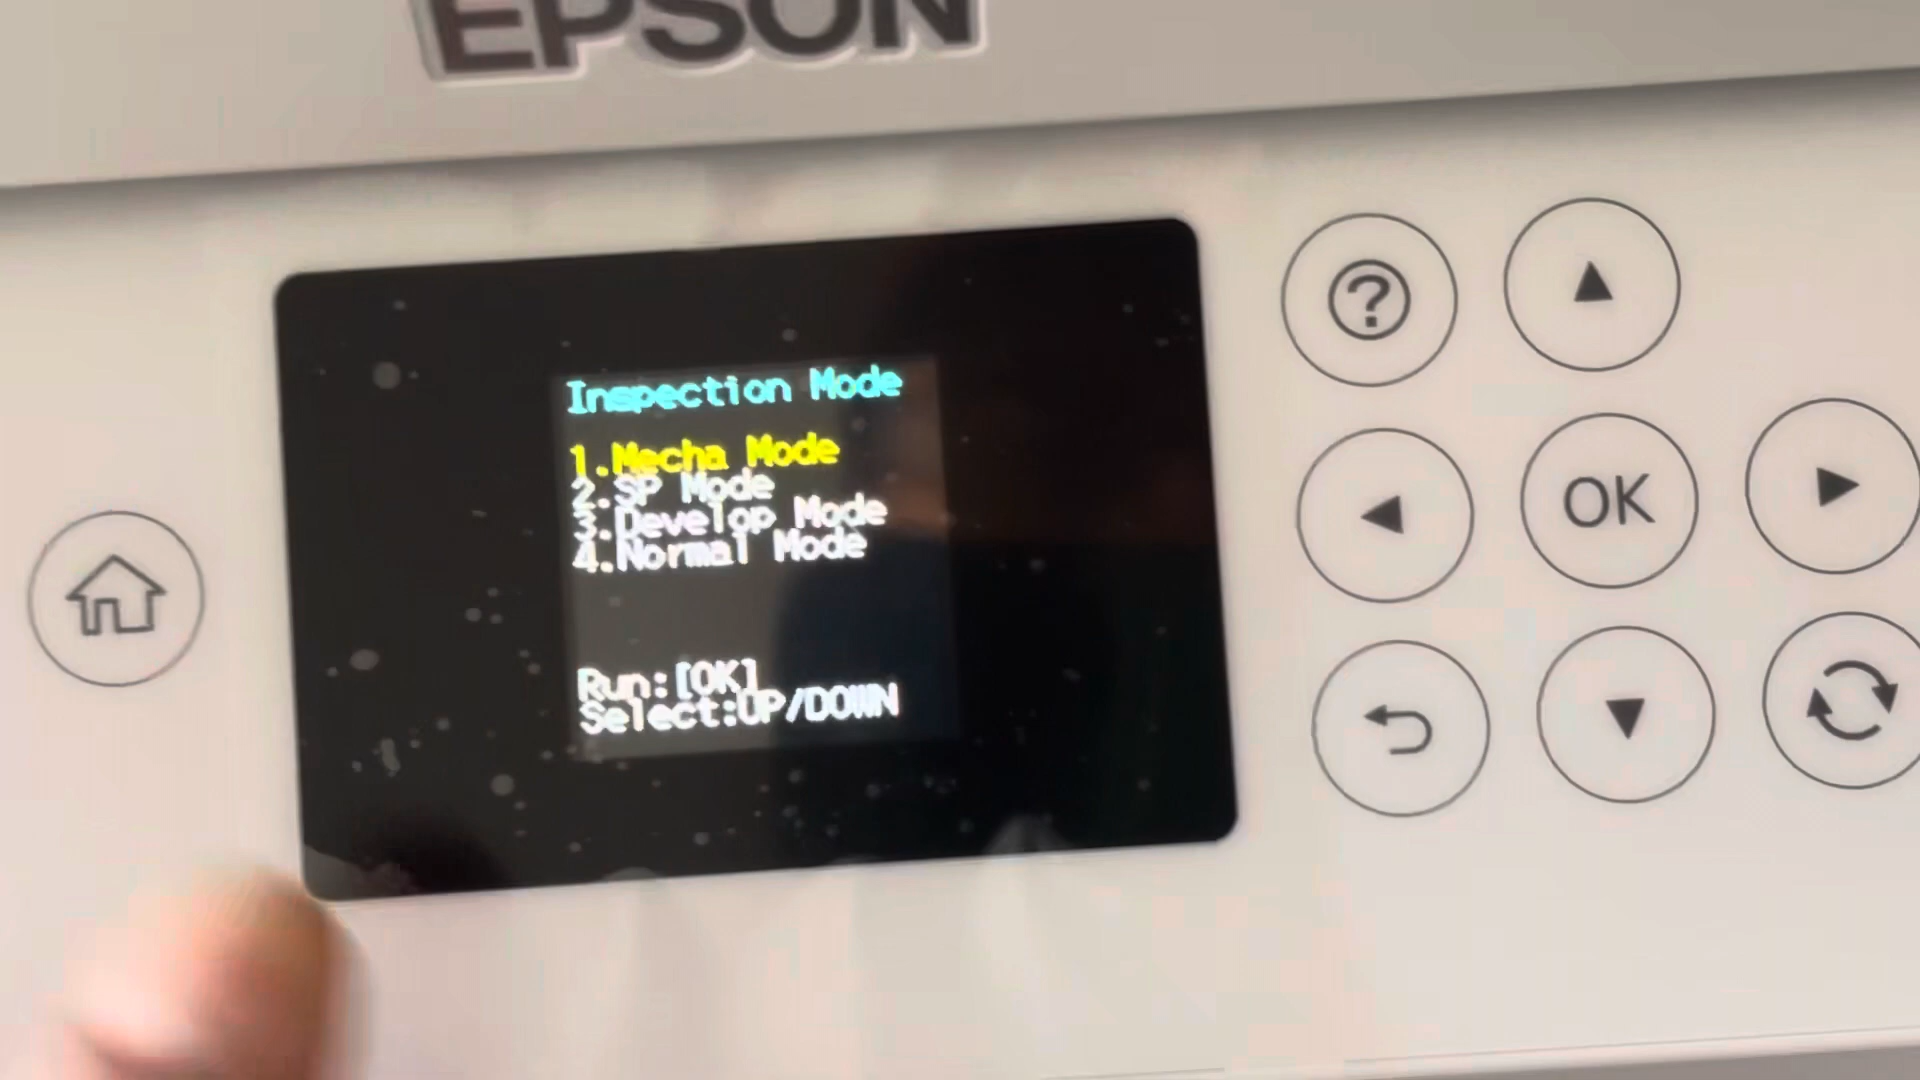 EPSON
Inspection Mode
1.Mecha Mode
2.SP Mode
3.Develop Mode
4.Normal Mode
Run:[OK]
Select:UP/DOWN
?
OK